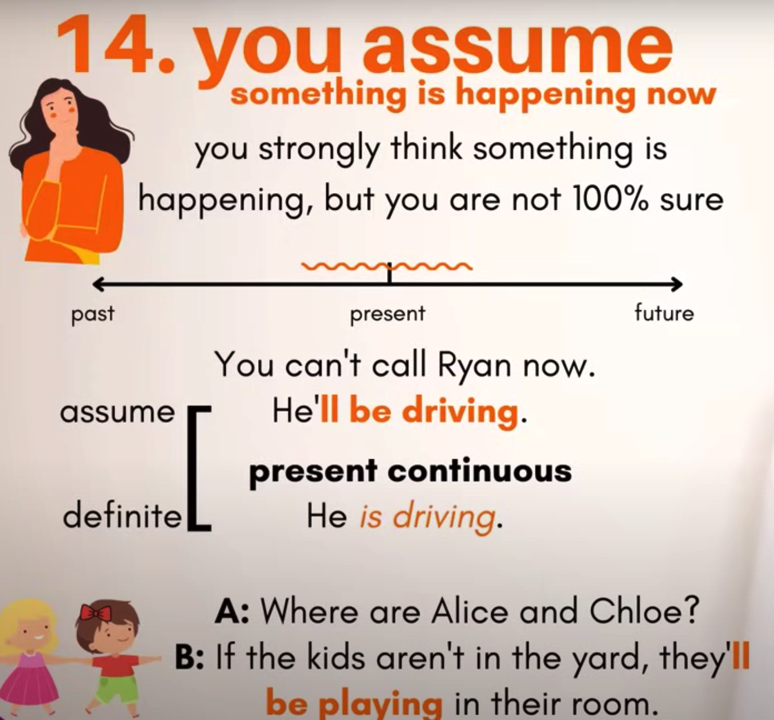 14. you assume
something is happening now
you strongly think something is
happening, but you are not 100% sure
past present future
You can't call Ryan now.
assume He'll be driving.
present continuous
definite He is driving.
A: Where are Alice and Chloe?
B: If the kids aren't in the yard, they'll
be playing in their room.